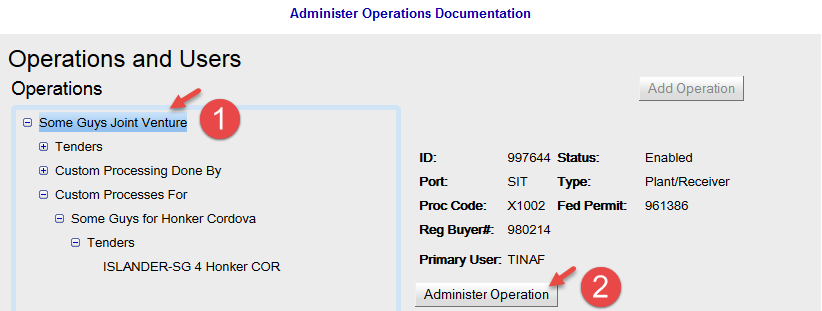 Administer Operations Documentation
Operations and Users
Operations
Add Operation
Some Guys Joint Venture
1
Tenders
Custom Processing Done By
Custom Processes For
Some Guys for Honker Cordova
Tenders
ISLANDER-SG 4 Honker COR
ID: 997644 Status: Enabled
Port: SIT Type: Plant/Receiver
Proc Code: X1002 Fed Permit: 961386
Reg Buyer#: 980214
Primary User: TINAF
Administer Operation
2